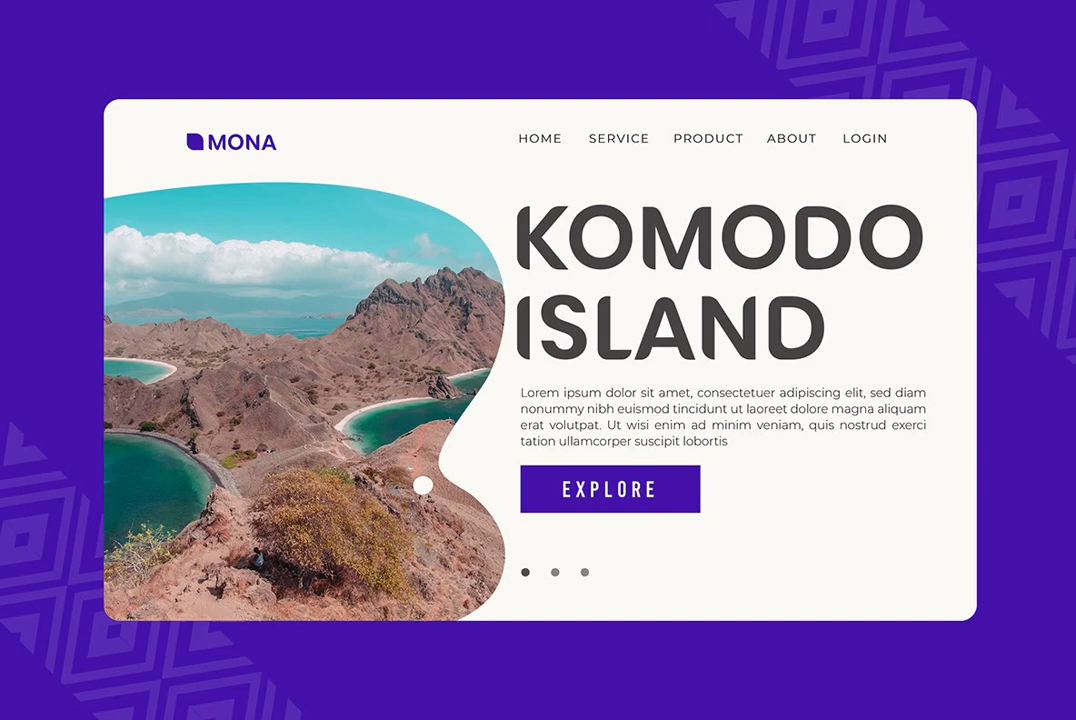 MONA
HOME SERVICE PRODUCT ABOUT LOGIN
KOMODO
ISLAND
Lorem ipsum dolor sit amet, consectetuer adipiscing elit, sed diam
nonummy nibh euismod tincidunt ut laoreet dolore magna aliquam
erat volutpat. Ut wisi enim ad minim veniam, quis nostrud exerci
tation ullamcorper suscipit lobortis
EXPLORE